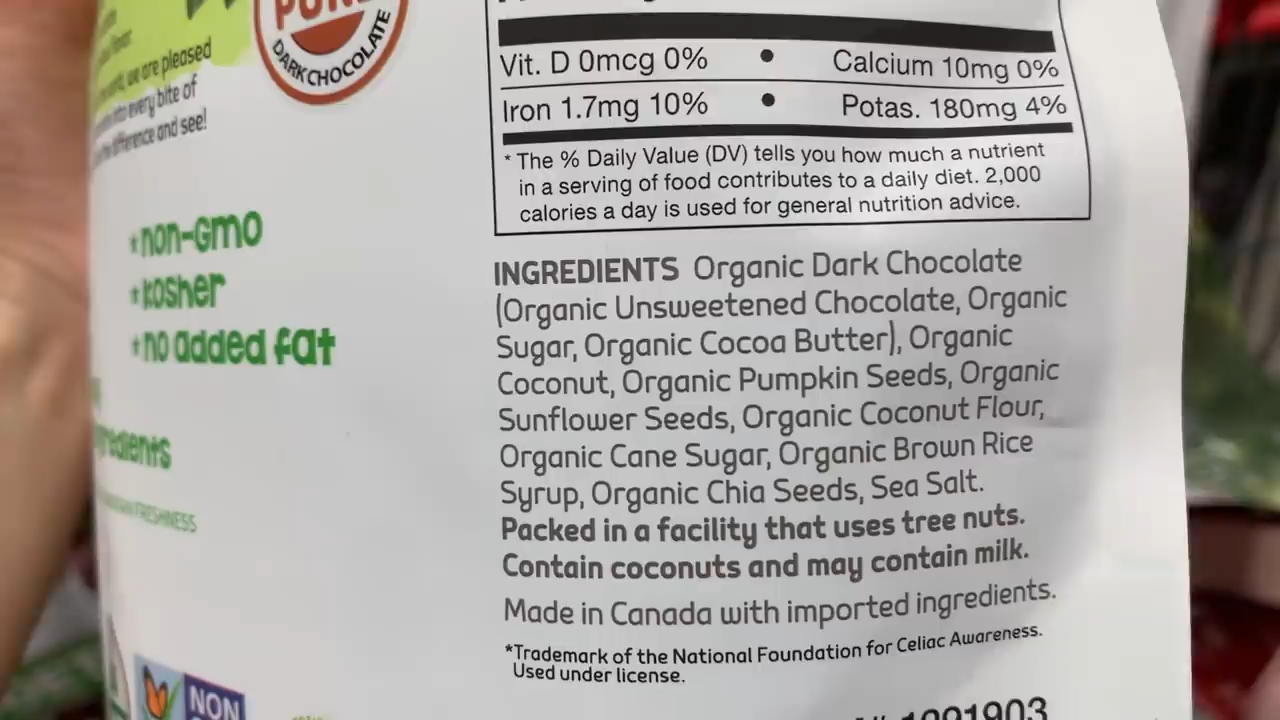 DARK CHOCOLATE
we are pleased
into every bite of
difference and see!
*non-GMO
*kosher
*no added fat
FRESHNESS
NON
Vit. D 0mcg 0% • Calcium 10mg 0%
Iron 1.7mg 10% • Potas. 180mg 4%
* The % Daily Value (DV) tells you how much a nutrient
in a serving of food contributes to a daily diet. 2,000
calories a day is used for general nutrition advice.
INGREDIENTS Organic Dark Chocolate
(Organic Unsweetened Chocolate, Organic
Sugar, Organic Cocoa Butter), Organic
Coconut, Organic Pumpkin Seeds, Organic
Sunflower Seeds, Organic Coconut Flour,
Organic Cane Sugar, Organic Brown Rice
Syrup, Organic Chia Seeds, Sea Salt.
Packed in a facility that uses tree nuts.
Contain coconuts and may contain milk.
Made in Canada with imported ingredients.
*Trademark of the National Foundation for Celiac Awareness.
Used under license.